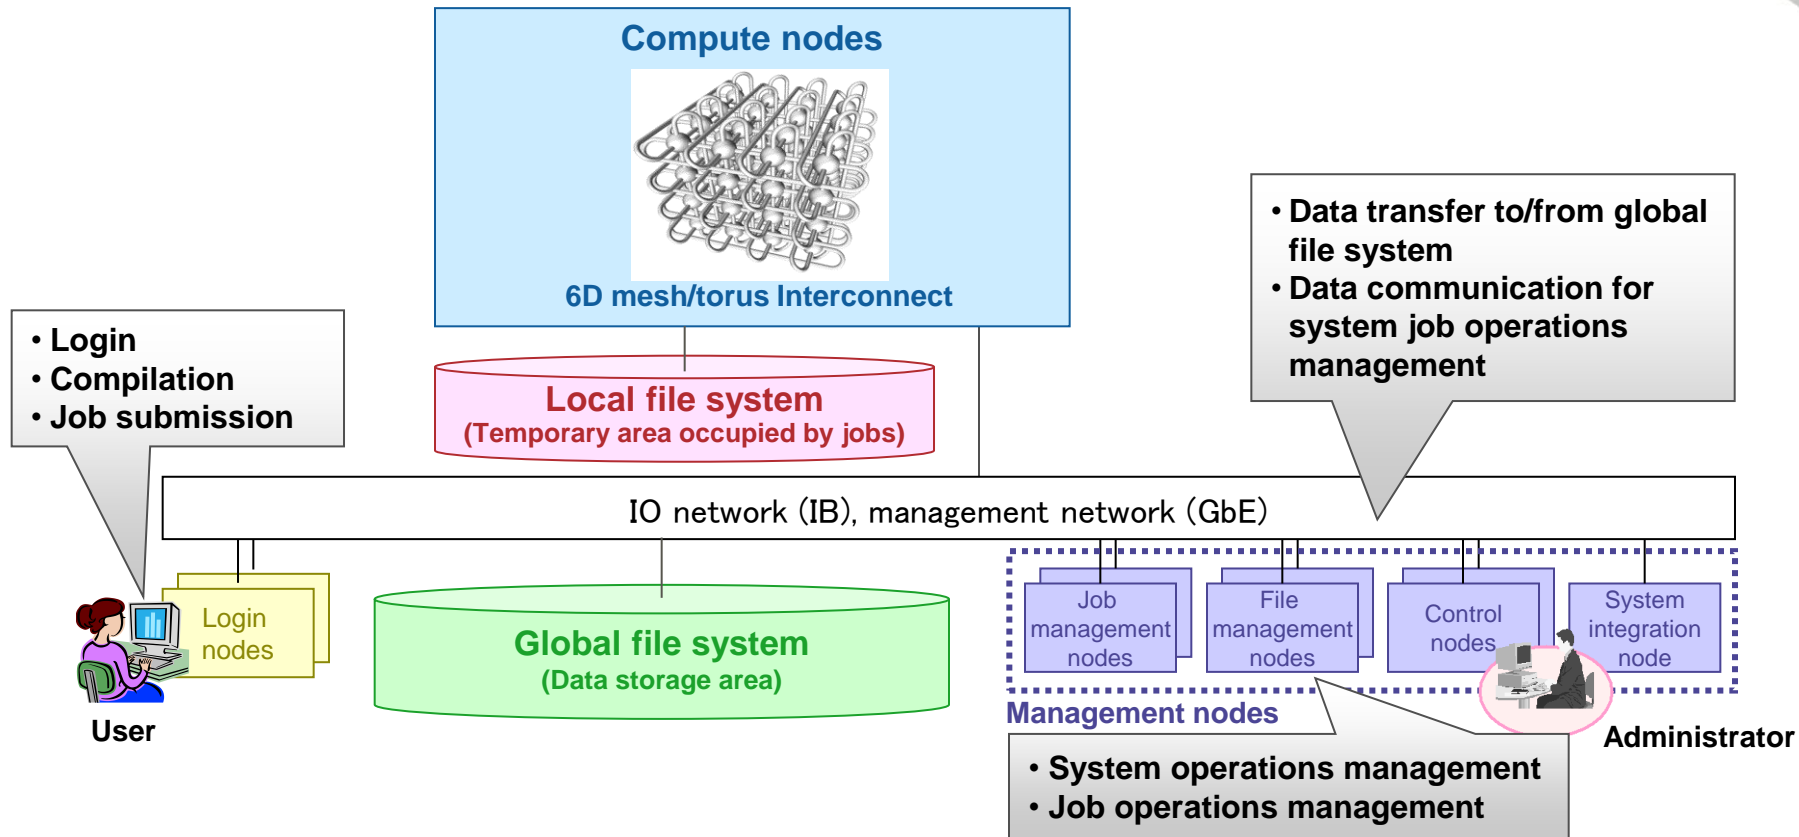 Compute nodes
6D mesh/torus Interconnect
• Data transfer to/from global
file system
• Data communication for
system job operations
management
• Login
• Compilation
• Job submission
Local file system
(Temporary area occupied by jobs)
IO network (IB), management network (GbE)
Login
nodes
User
Global file system
(Data storage area)
Job
management
nodes
File
management
nodes
Control
nodes
System
integration
node
Management nodes
Administrator
• System operations management
• Job operations management